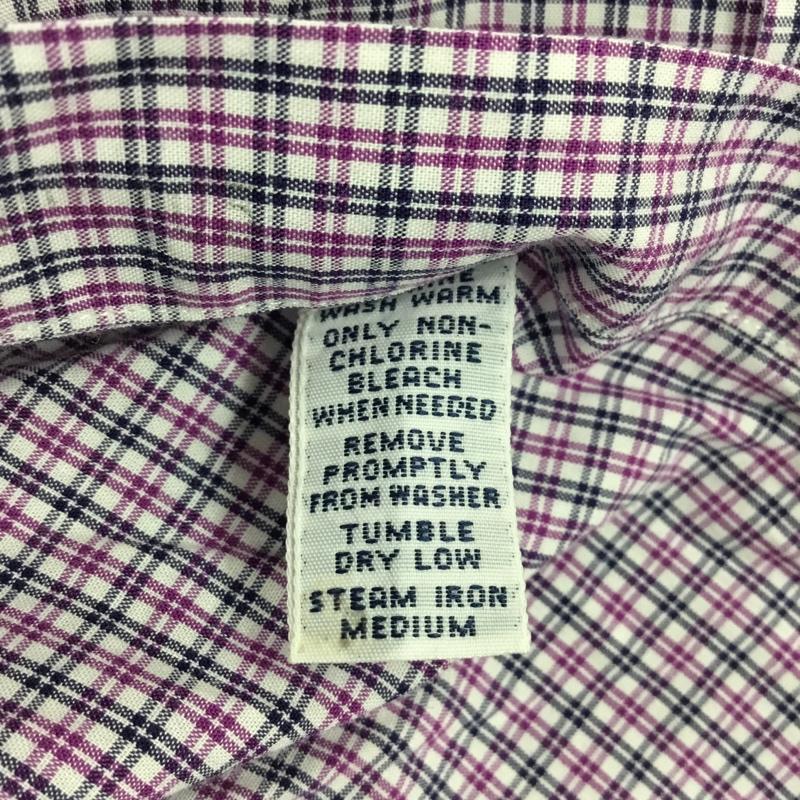 WASH WARM
ONLY NON-
CHLORINE
BLEACH
WHEN NEEDED
REMOVE
PROMPTLY
FROM WASHER
TUMBLE
DRY LOW
STEAM IRON
MEDIUM